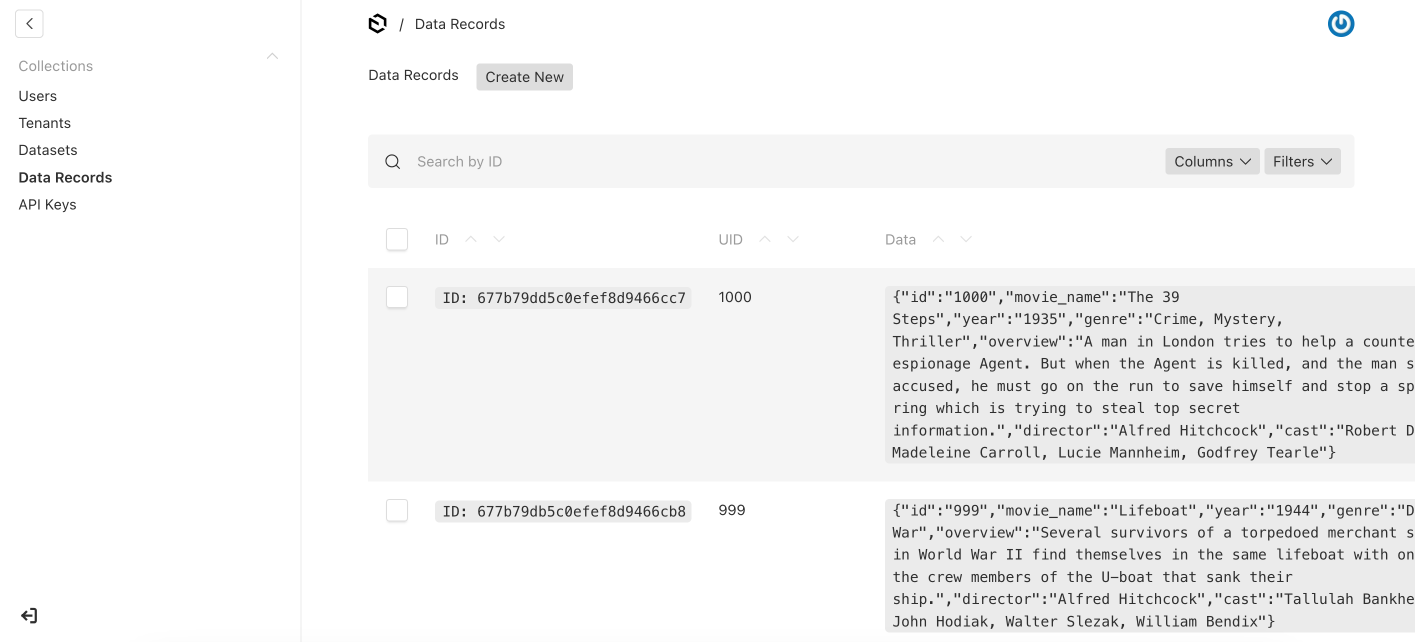 Collections
Users
Tenants
Datasets
Data Records
API Keys
/ Data Records
Data Records Create New
Search by ID Columns Filters
ID UID Data
ID: 677b79dd5c0efef8d9466cc7 1000
{"id":"1000","movie_name":"The 39
Steps","year":"1935","genre":"Crime, Mystery,
Thriller","overview":"A man in London tries to help a counte
espionage Agent. But when the Agent is killed, and the man s
accused, he must go on the run to save himself and stop a sp
ring which is trying to steal top secret
information.","director":"Alfred Hitchcock","cast":"Robert D
Madeleine Carroll, Lucie Mannheim, Godfrey Tearle"}
ID: 677b79db5c0efef8d9466cb8 999
{"id":"999","movie_name":"Lifeboat","year":"1944","genre":"D
War","overview":"Several survivors of a torpedoed merchant s
in World War II find themselves in the same lifeboat with on
the crew members of the U-boat that sank their
ship.","director":"Alfred Hitchcock","cast":"Tallulah Bankhe
John Hodiak, Walter Slezak, William Bendix"}